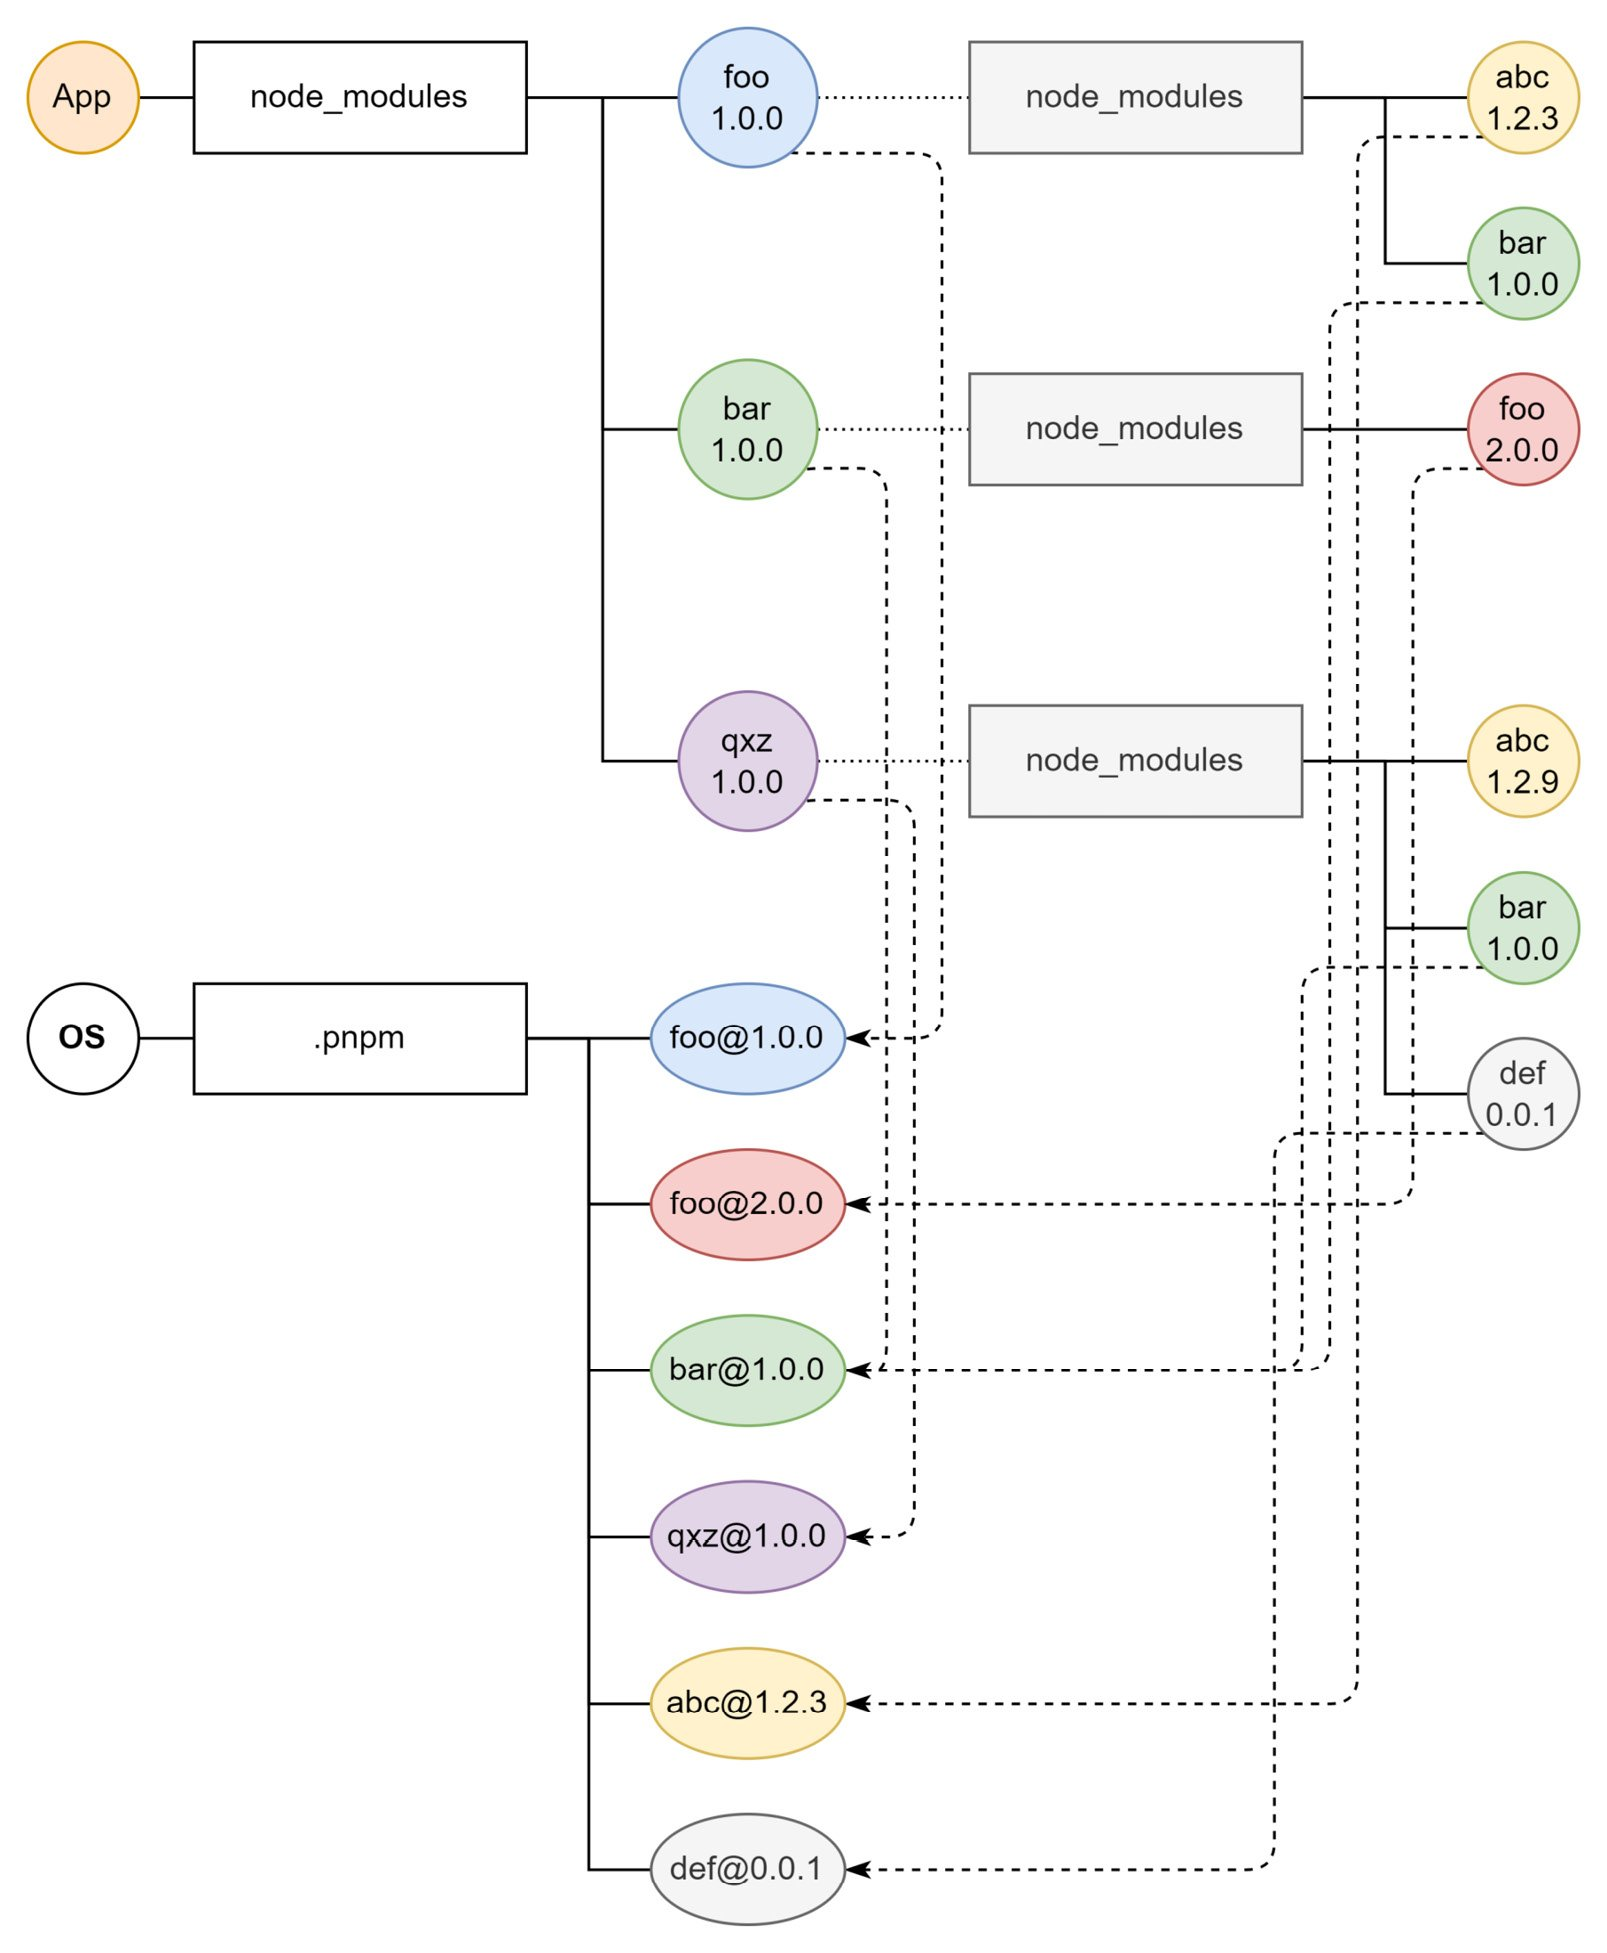 App
node_modules
foo
1.0.0
node_modules
abc
1.2.3
bar
1.0.0
bar
1.0.0
node_modules
foo
2.0.0
qxz
1.0.0
node_modules
abc
1.2.9
bar
1.0.0
OS
.pnpm
foo@1.0.0
def
0.0.1
foo@2.0.0
bar@1.0.0
qxz@1.0.0
abc@1.2.3
def@0.0.1